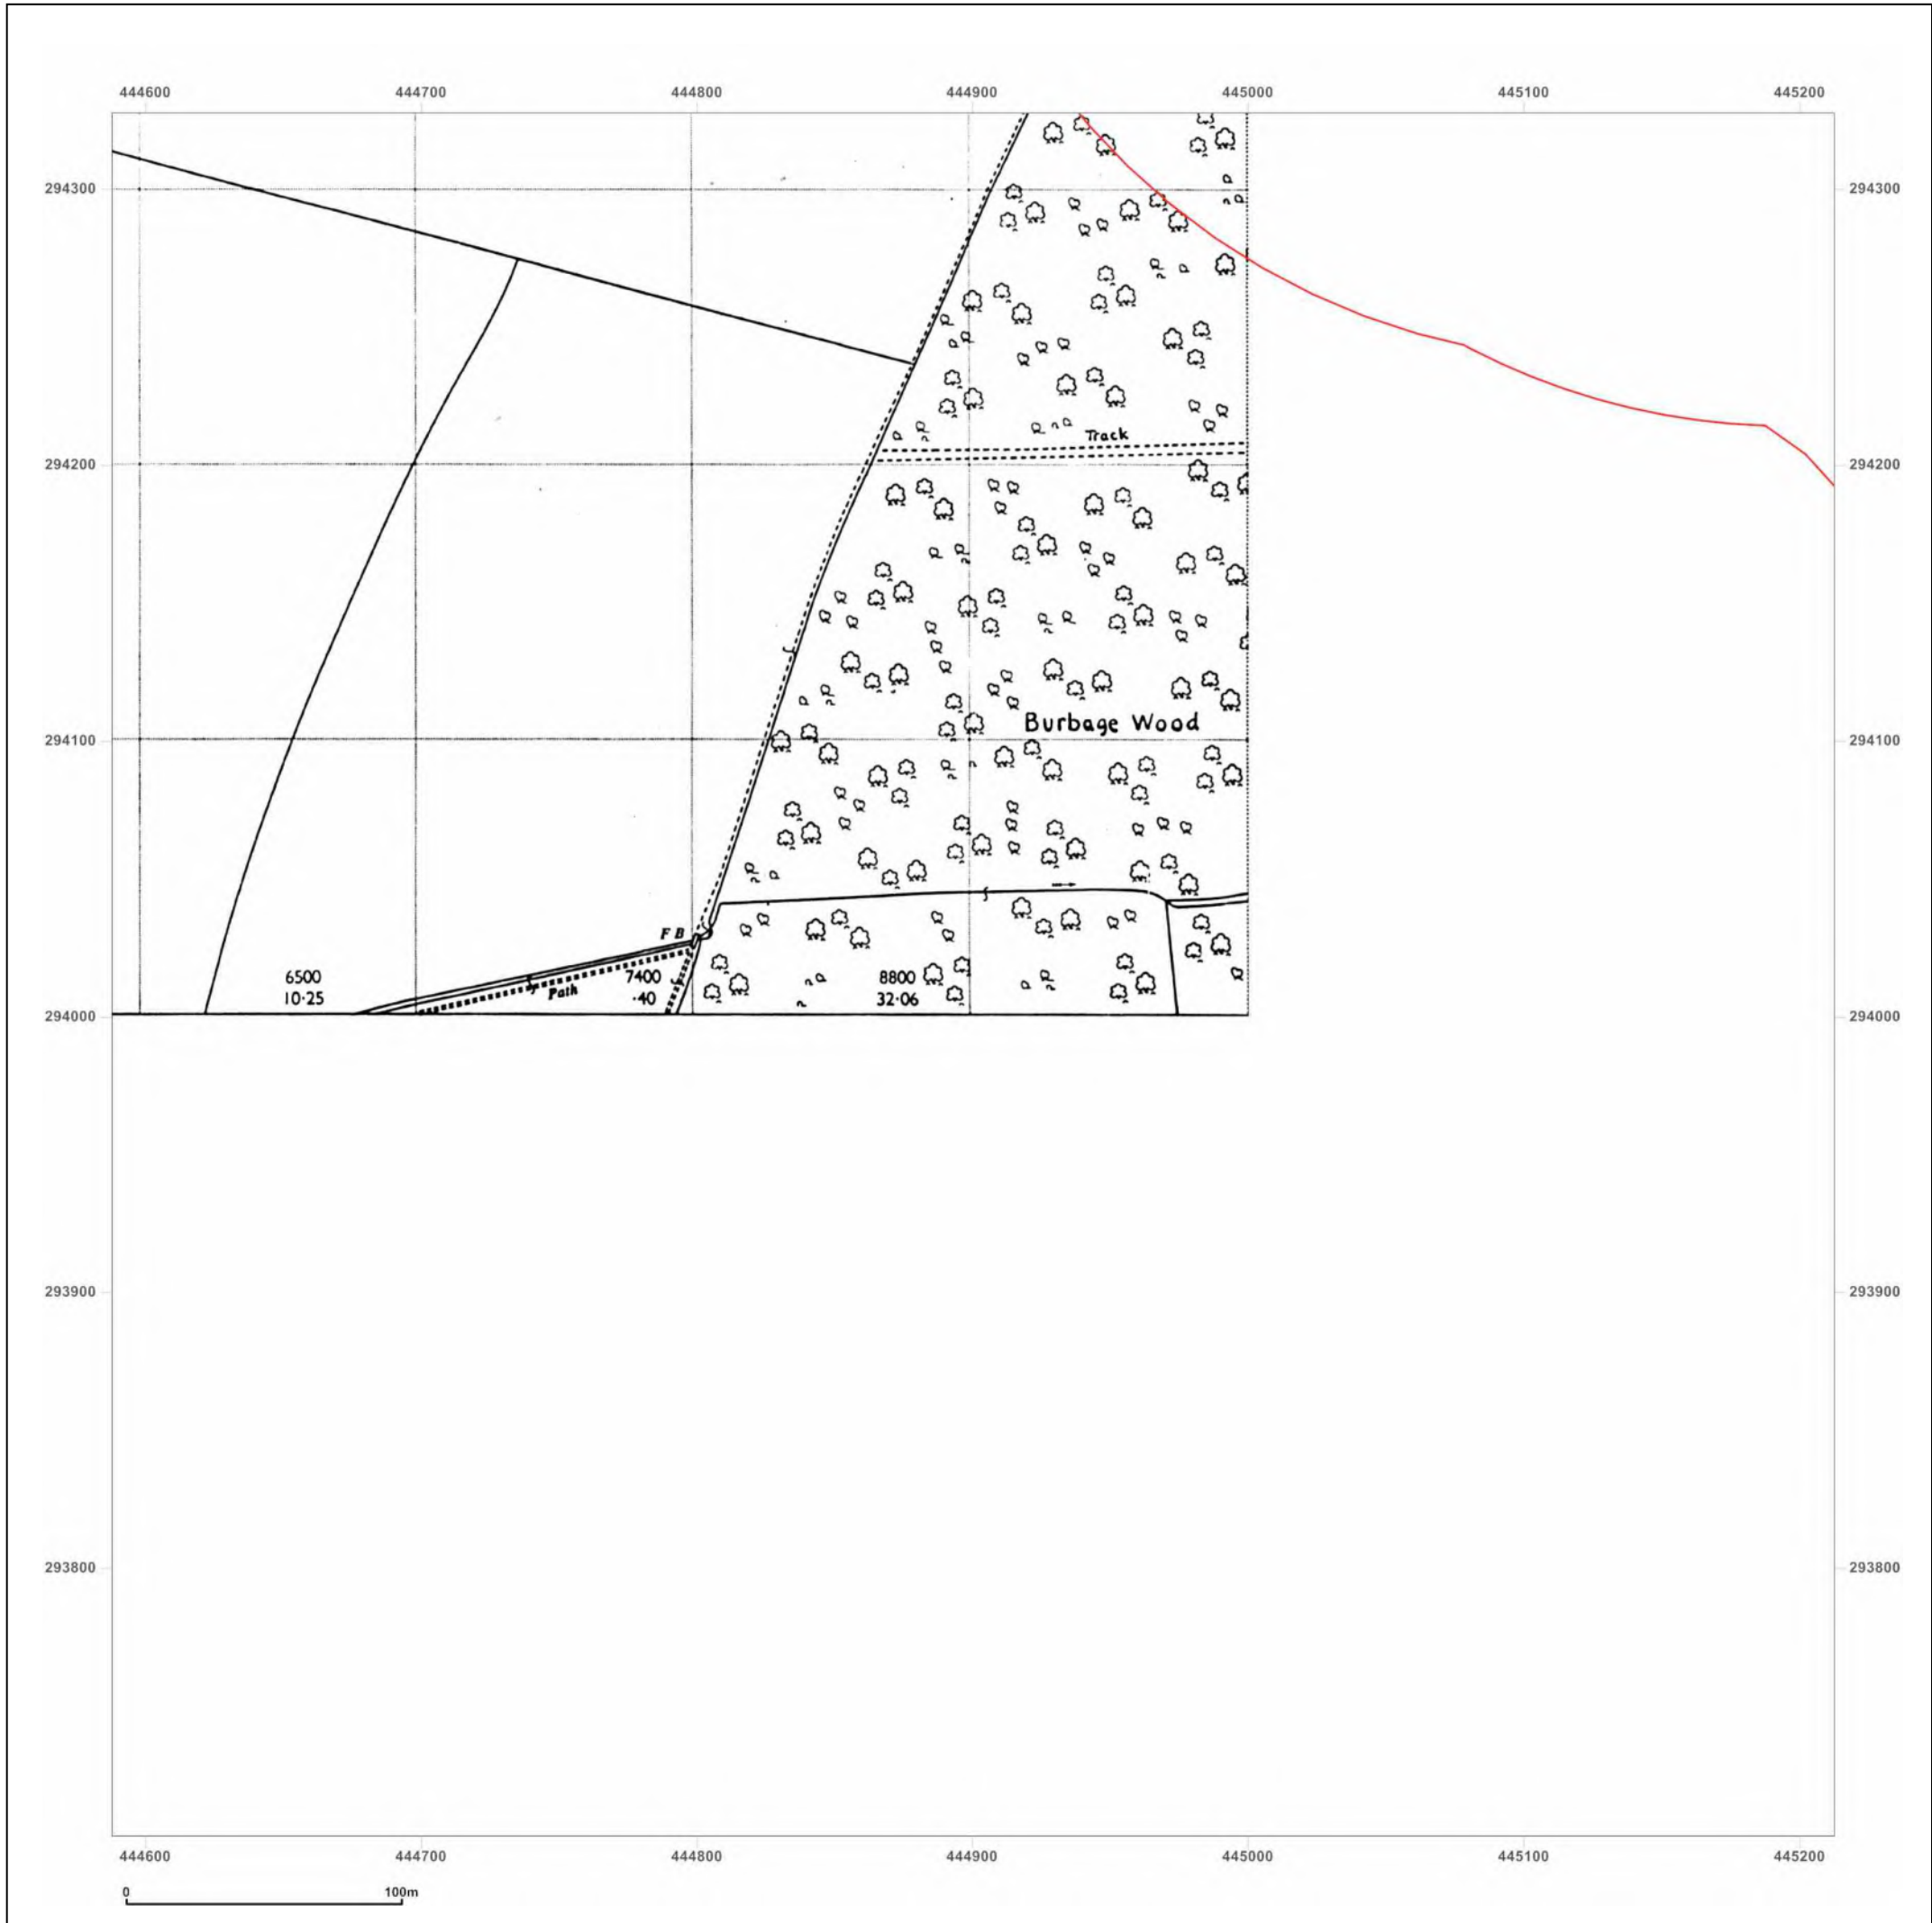 444600 444700 444800 444900 445000 445100 445200
294300 294300
Track
294200 294200
Burbage Wood
294100 294100
F B
6500 7400 8800
10·25 Path ·40 32·06
294000 294000
293900 293900
293800 293800
444600 444700 444800 444900 445000 445100 445200
0 100m